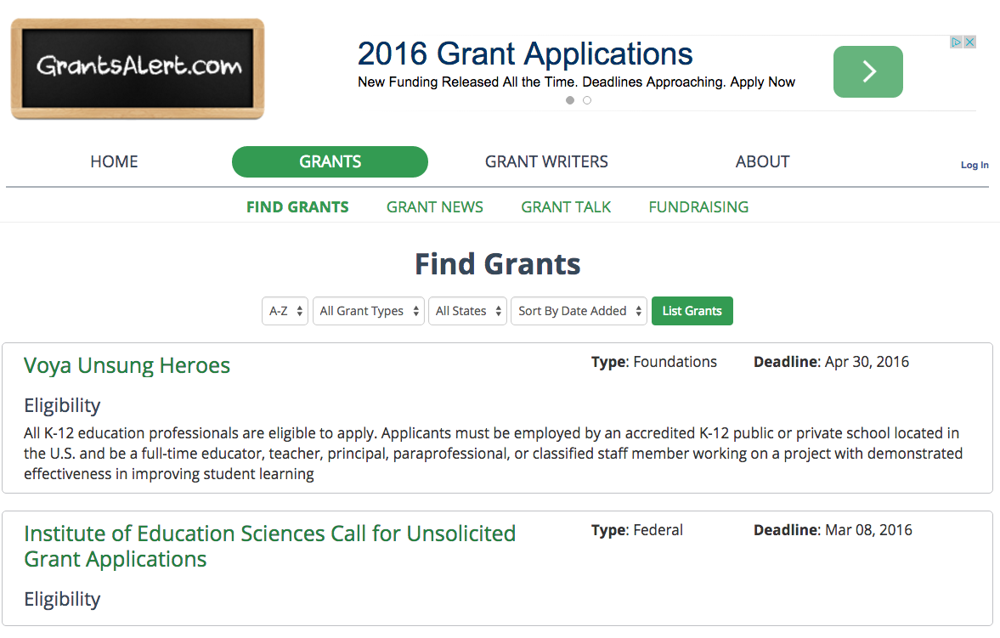 GrantsAlert.com
2016 Grant Applications
New Funding Released All the Time. Deadlines Approaching. Apply Now
HOME GRANTS GRANT WRITERS ABOUT Log In
FIND GRANTS GRANT NEWS GRANT TALK FUNDRAISING
Find Grants
A-Z All Grant Types All States Sort By Date Added List Grants
Voya Unsung Heroes Type: Foundations Deadline: Apr 30, 2016
Eligibility
All K-12 education professionals are eligible to apply. Applicants must be employed by an accredited K-12 public or private school located in
the U.S. and be a full-time educator, teacher, principal, paraprofessional, or classified staff member working on a project with demonstrated
effectiveness in improving student learning
Institute of Education Sciences Call for Unsolicited Type: Federal Deadline: Mar 08, 2016
Grant Applications
Eligibility